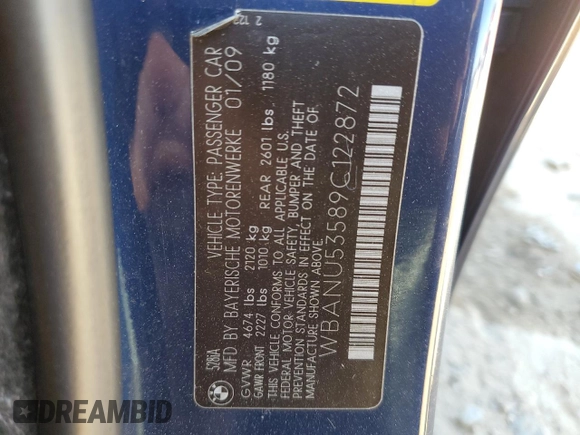 528iA
VEHICLE TYPE: PASSENGER CAR
MFD BY BAYERISCHE MOTORENWERKE 01/09
GVWR 4674 lbs 2120 kg
GAWR FRONT 2227 lbs 1010 kg REAR 2601 lbs 1180 kg
THIS VEHICLE CONFORMS TO ALL APPLICABLE U.S.
FEDERAL MOTOR-VEHICLE SAFETY, BUMPER AND THEFT
PREVENTION STANDARDS IN EFFECT ON THE DATE OF
MANUFACTURE SHOWN ABOVE.
WBANU53589C122872
DREAMBID